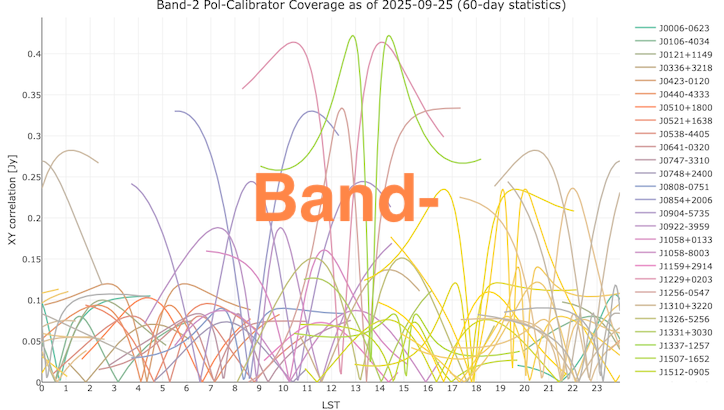 Band-2 Pol-Calibrator Coverage as of 2025-09-25 (60-day statistics)
XY correlation [Jy]
0.4
0.35
0.3
0.25
0.2
0.15
0.1
0.05
0
0 1 2 3 4 5 6 7 8 9 10 11 12 13 14 15 16 17 18 19 20 21 22 23
LST
Band-
J0006-0623
J0106-4034
J0121+1149
J0336+3218
J0423-0120
J0440-4333
J0510+1800
J0521+1638
J0538-4405
J0641-0320
J0747-3310
J0748+2400
J0808-0751
J0854+2006
J0904-5735
J0922-3959
J1058+0133
J1058-8003
J1159+2914
J1229+0203
J1256-0547
J1310+3220
J1326-5256
J1331+3030
J1337-1257
J1507-1652
J1512-0905